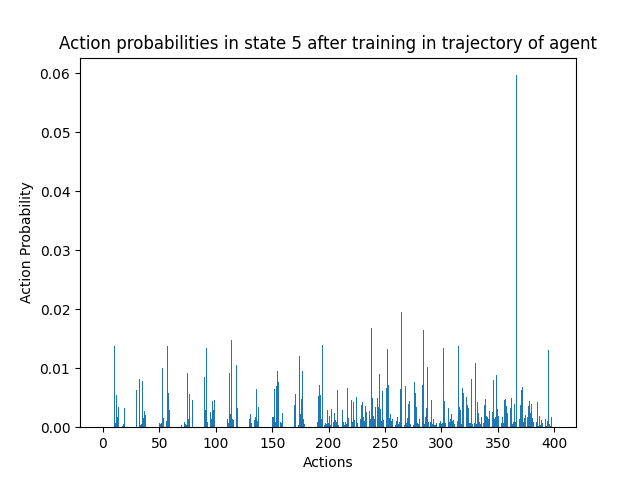 Action probabilities in state 5 after training in trajectory of agent
0.06
0.05
0.04
0.03
0.02
0.01
0.00
Action Probability
0 50 100 150 200 250 300 350 400
Actions